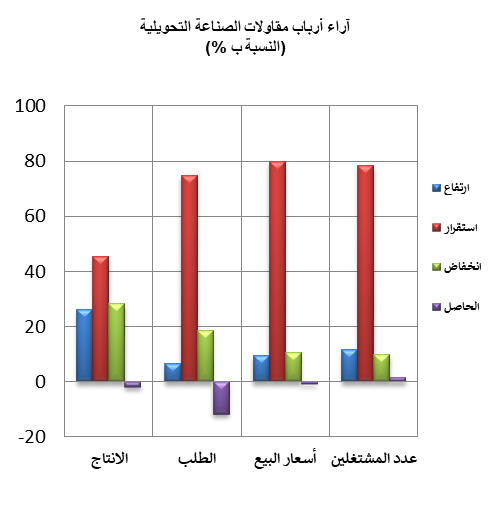 آراء أرباب مقاولات الصناعة التحويلية
(النسبة ب %)
100
80
60
40
20
0
-20
الانتاج
الطلب
أسعار البيع
عدد المشتغلين
ارتفاع
استقرار
انخفاض
الحاصل